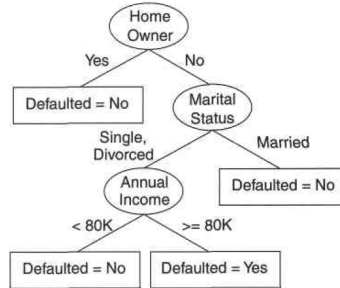 Home
Owner
Yes
No
Defaulted = No
Marital
Status
Single,
Divorced
Married
Annual
Income
Defaulted = No
< 80K
>= 80K
Defaulted = No
Defaulted = Yes